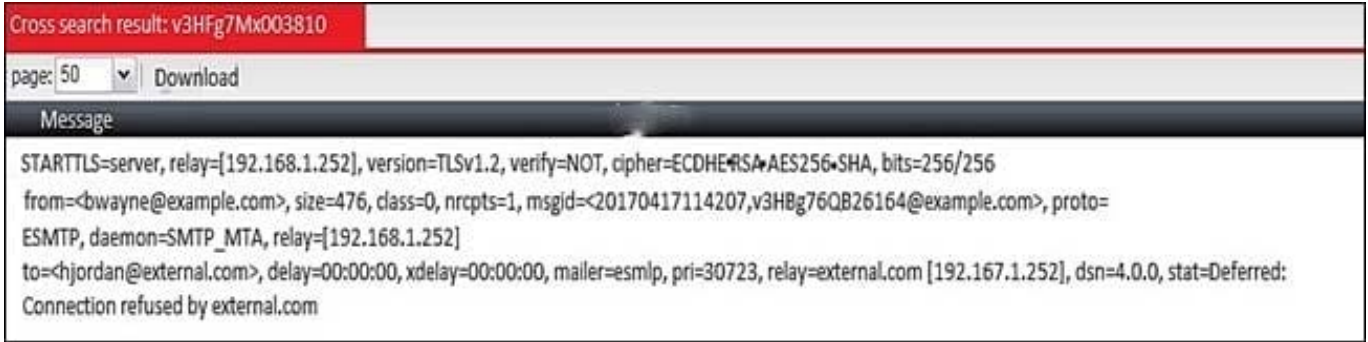 Cross search result: v3HFg7Mx003810
page: 50 Download
Message
STARTTLS=server, relay=[192.168.1.252], version=TLSv1.2, verify=NOT, cipher=ECDHE•RSA•AES256•SHA, bits=256/256
from=<bwayne@example.com>, size=476, class=0, nrcpts=1, msgid=<20170417114207,v3HBg76QB26164@example.com>, proto=
ESMTP, daemon=SMTP_MTA, relay=[192.168.1.252]
to=<hjordan@external.com>, delay=00:00:00, xdelay=00:00:00, mailer=esmlp, pri=30723, relay=external.com [192.167.1.252], dsn=4.0.0, stat=Deferred:
Connection refused by external.com